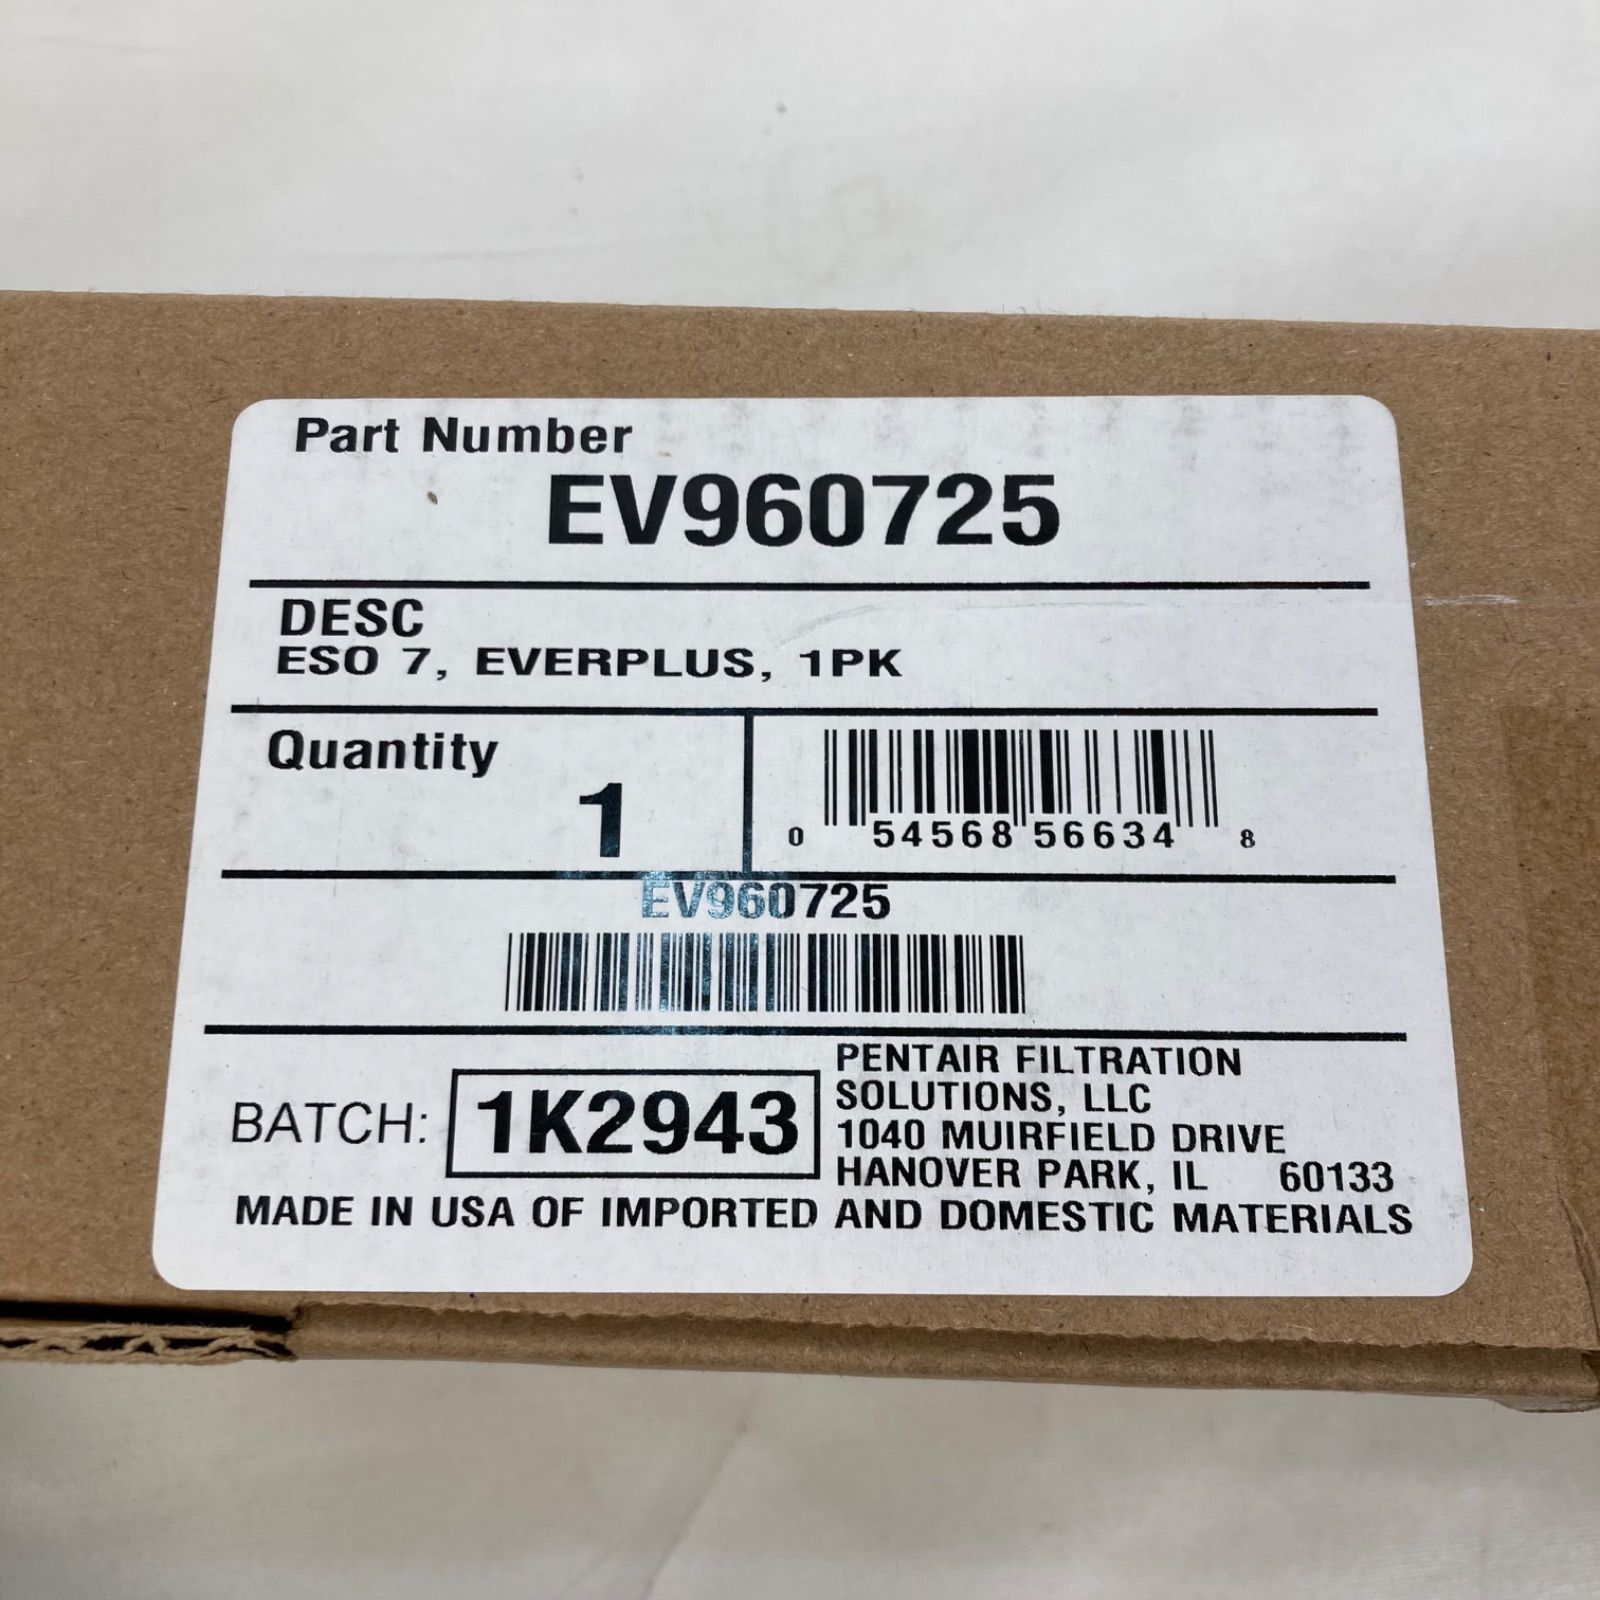 Part Number
EV960725
DESC
ESO 7, EVERPLUS, 1PK
Quantity
1
0 54568 56634 8
EV960725
BATCH: 1K2943
PENTAIR FILTRATION
SOLUTIONS, LLC
1040 MUIRFIELD DRIVE
HANOVER PARK, IL 60133
MADE IN USA OF IMPORTED AND DOMESTIC MATERIALS